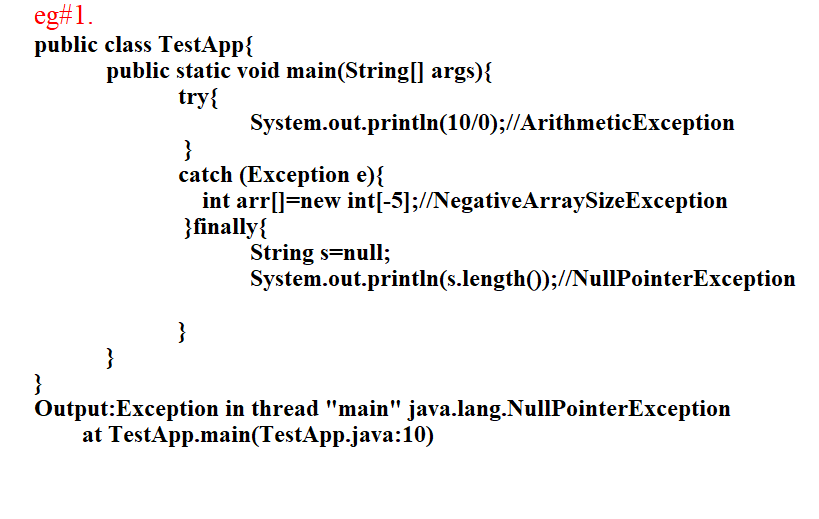 eg#1.
public class TestApp{
public static void main(String[] args){
try{
System.out.println(10/0);//ArithmeticException
}
catch (Exception e){
int arr[]=new int[-5];//NegativeArraySizeException
}finally{
String s=null;
System.out.println(s.length());//NullPointerException
}
}
}
Output:Exception in thread "main" java.lang.NullPointerException
at TestApp.main(TestApp.java:10)